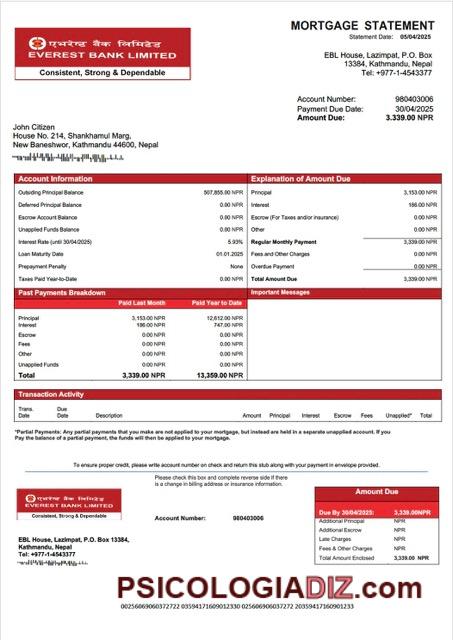 एभरेष्ट बैंक लिमिटेड
EVEREST BANK LIMITED
Consistent, Strong & Dependable
MORTGAGE STATEMENT
Statement Date: 05/04/2025
EBL House, Lazimpat, P.O. Box
13384, Kathmandu, Nepal
Tel: +977-1-4543377
Account Number: 980403006
Payment Due Date: 30/04/2025
Amount Due: 3.339.00 NPR
John Citizen
House No. 214, Shankhamul Marg,
New Baneshwor, Kathmandu 44600, Nepal
Account Information
Outsiding Principal Balance 507,855.00 NPR
Deferred Principal Balance 0.00 NPR
Escrow Account Balance 0.00 NPR
Unapplied Funds Balance 0.00 NPR
Interest Rate (until 30/04/2025) 5.93%
Loan Maturity Date 01.01.2025
Prepayment Penalty None
Taxes Paid Year-to-Date 0.00 NPR
Explanation of Amount Due
Principal 3,153.00 NPR
Interest 186.00 NPR
Escrow (For Taxes and/or insurance) 0.00 NPR
Other 0.00 NPR
Regular Monthly Payment 3,339.00 NPR
Fees and Other Charges 0.00 NPR
Overdue Payment 0.00 NPR
Total Amount Due 3,339.00 NPR
Past Payments Breakdown
Paid Last Month Paid Year to Date
Principal 3,153.00 NPR 12,612.00 NPR
Interest 186.00 NPR 747,00 NPR
Escrow 0.00 NPR 0.00 NPR
Fees 0.00 NPR 0.00 NPR
Other 0.00 NPR 0.00 NPR
Unapplied Funds 0.00 NPR 0.00 NPR
Total 3,339.00 NPR 13,359.00 NPR
Important Messages
Transaction Activity
Trans. Date Due Date Description Amount Principal Interest Escrow Fees Unapplied* Total
*Partial Payments: Any partial payments that you make are not applied to your mortgage, but instead are held in a separate unapplied account. If you
Pay the balance of a partial payment, the funds will then be applied to your mortgage.
To ensure proper credit, please write account number on check and return this stub along with your payment in envelope provided.
Please check this box and complete reverse side if there
is a change in billing address or insurance information.
एभरेष्ट बैंक लिमिटेड
EVEREST BANK LIMITED
Consistent, Strong & Dependable
Account Number: 980403006
EBL House, Lazimpat, P.O. Box 13384,
Kathmandu, Nepal
Tel: +977-1-4543377
Amount Due
Due By 30/04/2025: 3,339.00NPR
Additional Principal NPR
Additional Escrow NPR
Late Charges NPR
Fees & Other Charges NPR
Total Amount Enclosed 3,339.00 NPR
PSICOLOGIADIZ.com
0025606906037272 2035941716090123 30 0256069060372722 20359417160901233